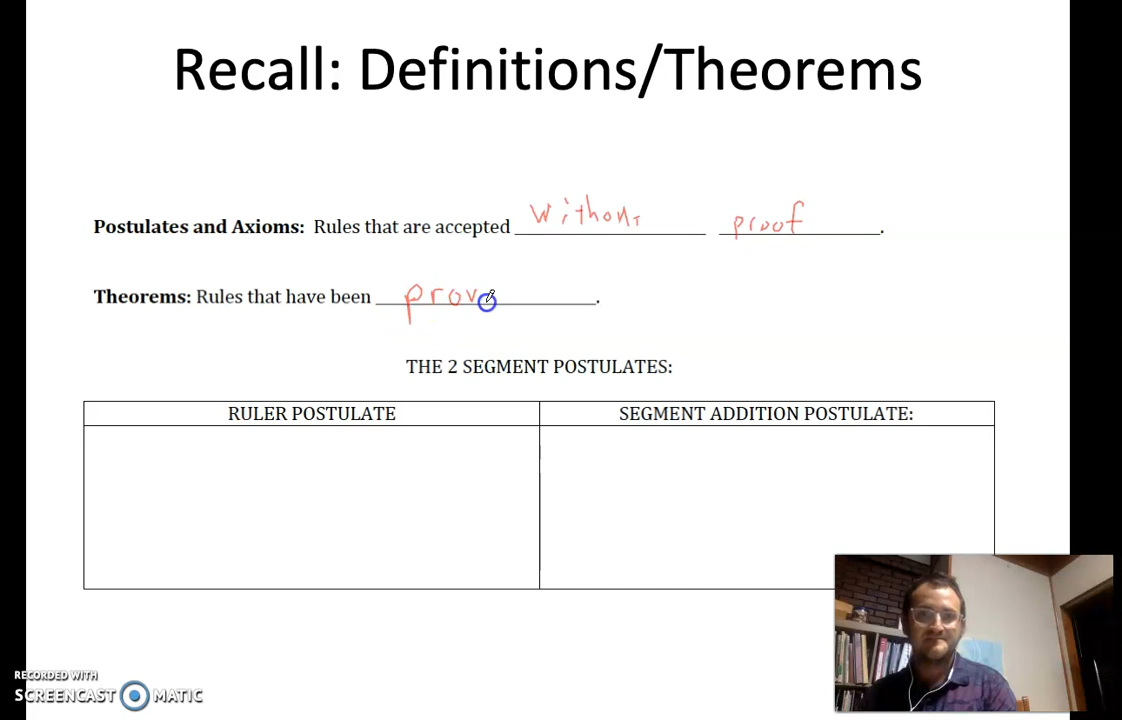 Recall: Definitions/Theorems
Postulates and Axioms: Rules that are accepted without proof.
Theorems: Rules that have been prov.
THE 2 SEGMENT POSTULATES:
RULER POSTULATE
SEGMENT ADDITION POSTULATE:
RECORDED WITH
SCREENCAST MATIC